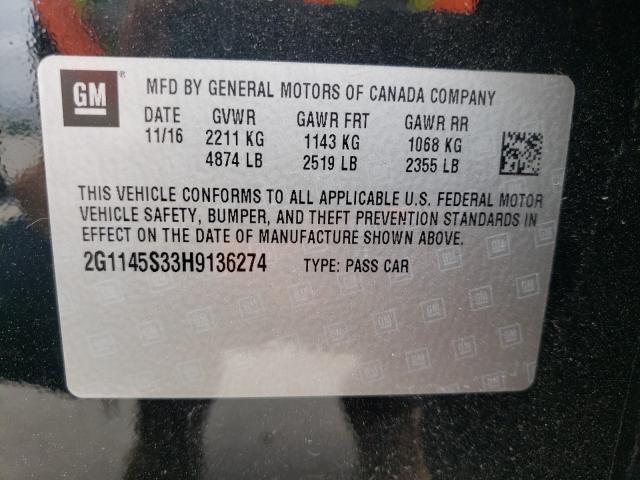 GM ® MFD BY GENERAL MOTORS OF CANADA COMPANY
DATE GVWR GAWR FRT GAWR RR
11/16 2211 KG 1143 KG 1068 KG
4874 LB 2519 LB 2355 LB
THIS VEHICLE CONFORMS TO ALL APPLICABLE U.S. FEDERAL MOTOR
VEHICLE SAFETY, BUMPER, AND THEFT PREVENTION STANDARDS IN
EFFECT ON THE DATE OF MANUFACTURE SHOWN ABOVE.
2G1145S33H9136274 TYPE: PASS CAR